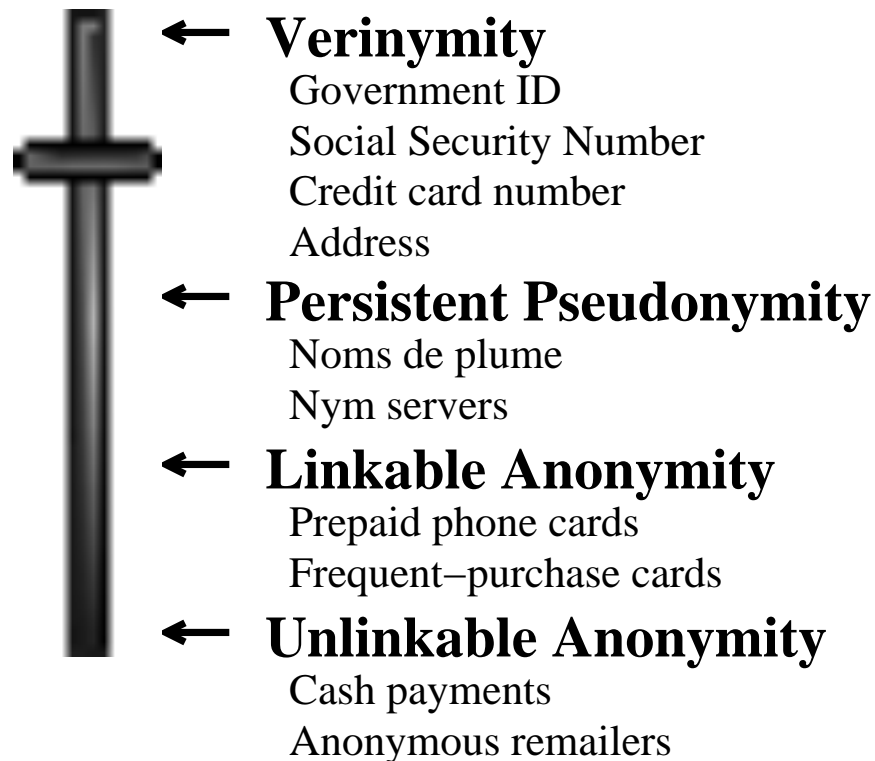 Verinymity
Government ID
Social Security Number
Credit card number
Address
Persistent Pseudonymity
Noms de plume
Nym servers
Linkable Anonymity
Prepaid phone cards
Frequent−purchase cards
Unlinkable Anonymity
Cash payments
Anonymous remailers